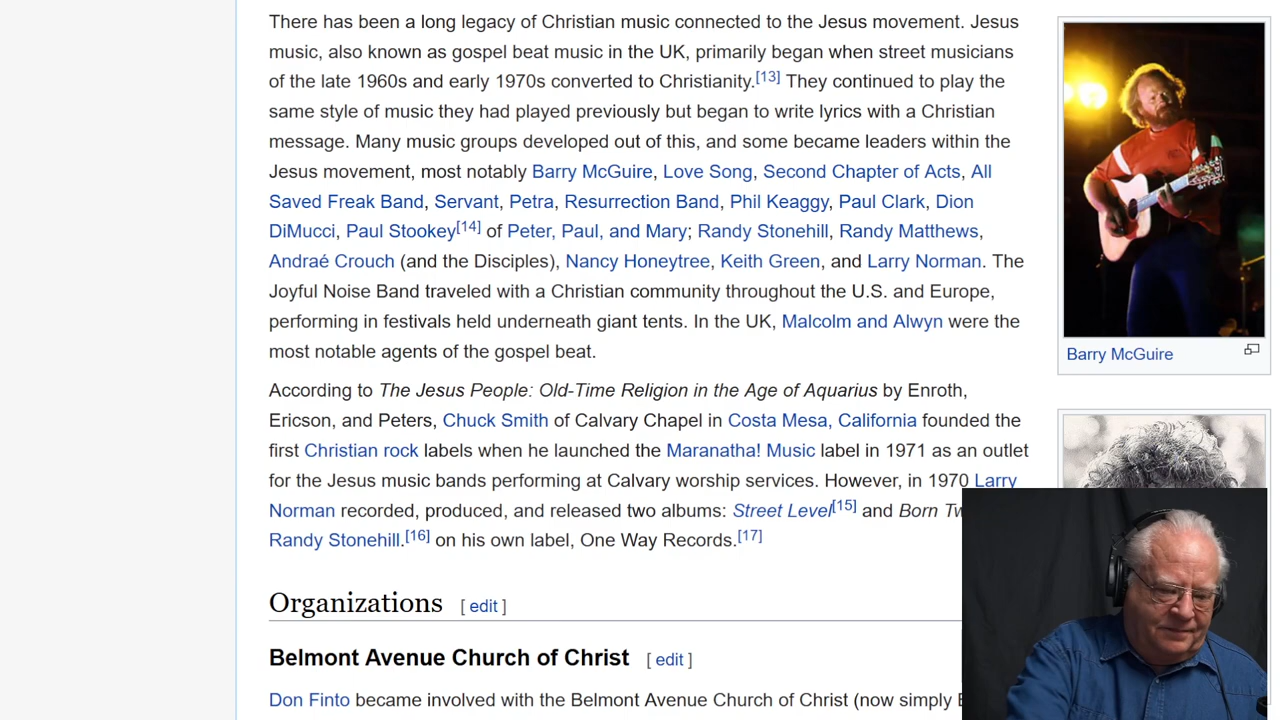 There has been a long legacy of Christian music connected to the Jesus movement. Jesus
music, also known as gospel beat music in the UK, primarily began when street musicians
of the late 1960s and early 1970s converted to Christianity.[13] They continued to play the
same style of music they had played previously but began to write lyrics with a Christian
message. Many music groups developed out of this, and some became leaders within the
Jesus movement, most notably Barry McGuire, Love Song, Second Chapter of Acts, All
Saved Freak Band, Servant, Petra, Resurrection Band, Phil Keaggy, Paul Clark, Dion
DiMucci, Paul Stookey[14] of Peter, Paul, and Mary; Randy Stonehill, Randy Matthews,
Andraé Crouch (and the Disciples), Nancy Honeytree, Keith Green, and Larry Norman. The
Joyful Noise Band traveled with a Christian community throughout the U.S. and Europe,
performing in festivals held underneath giant tents. In the UK, Malcolm and Alwyn were the
most notable agents of the gospel beat.
According to The Jesus People: Old-Time Religion in the Age of Aquarius by Enroth,
Ericson, and Peters, Chuck Smith of Calvary Chapel in Costa Mesa, California founded the
first Christian rock labels when he launched the Maranatha! Music label in 1971 as an outlet
for the Jesus music bands performing at Calvary worship services. However, in 1970 Larry
Norman recorded, produced, and released two albums: Street Level[15] and Born
Randy Stonehill.[16] on his own label, One Way Records.[17]
Organizations [ edit ]
Belmont Avenue Church of Christ [ edit ]
Don Finto became involved with the Belmont Avenue Church of Christ (now simply
Barry McGuire